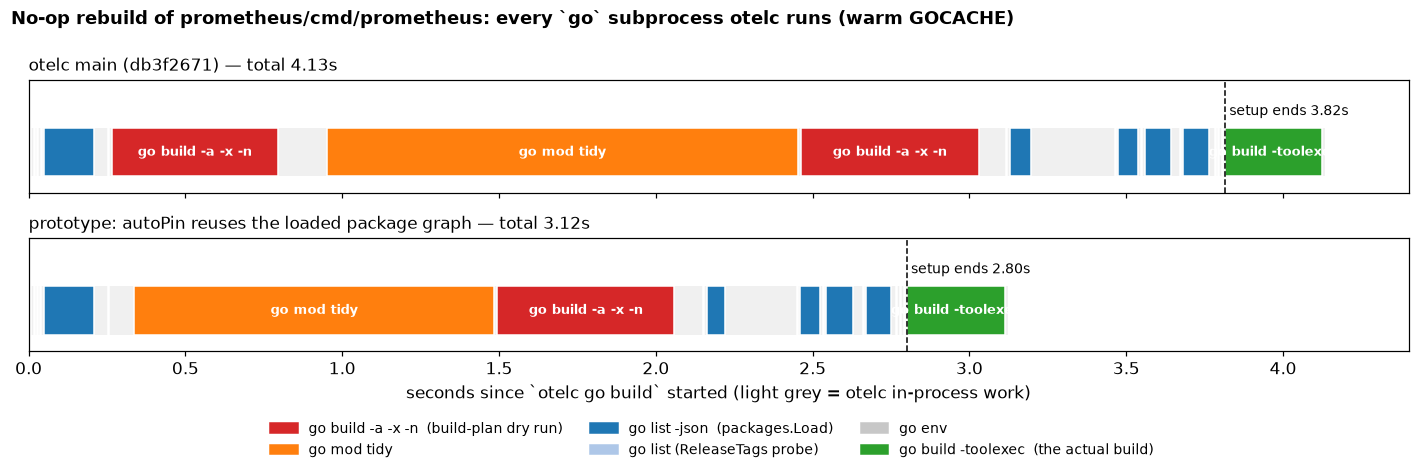 No-op rebuild of prometheus/cmd/prometheus: every `go` subprocess otelc runs (warm GOCACHE)
otelc main (db3f2671) — total 4.13s
setup ends 3.82s
go build -a -x -n
go mod tidy
go build -a -x -n
build -toolex
prototype: autoPin reuses the loaded package graph — total 3.12s
setup ends 2.80s
go mod tidy
go build -a -x -n
build -toolex
0.0 0.5 1.0 1.5 2.0 2.5 3.0 3.5 4.0
seconds since `otelc go build` started (light grey = otelc in-process work)
go build -a -x -n (build-plan dry run)
go mod tidy
go list -json (packages.Load)
go list (ReleaseTags probe)
go env
go build -toolexec (the actual build)